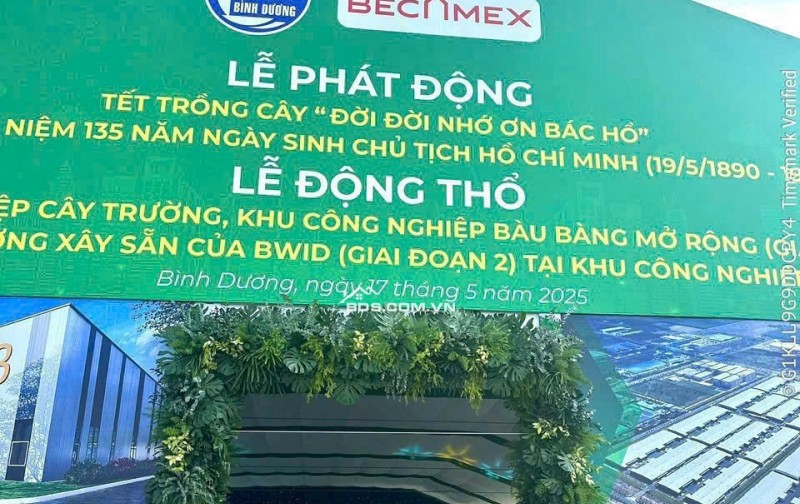 BÌNH DƯƠNG
BECAMEX
LỄ PHÁT ĐỘNG
TẾT TRỒNG CÂY “ĐỜI ĐỜI NHỚ ƠN BÁC HỒ”
NIỆM 135 NĂM NGÀY SINH CHỦ TỊCH HỒ CHÍ MINH (19/5/1890 -
LỄ ĐỘNG THỔ
CÂY TRƯỜNG, KHU CÔNG NGHIỆP BÀU BÀNG MỞ RỘNG
XÂY SẴN CỦA BWID (GIAI ĐOẠN 2) TẠI KHU CÔNG NGHI
Bình Dương, ngày 17 tháng 5 năm 2025
BDS.COM.VN
Timemark Verified